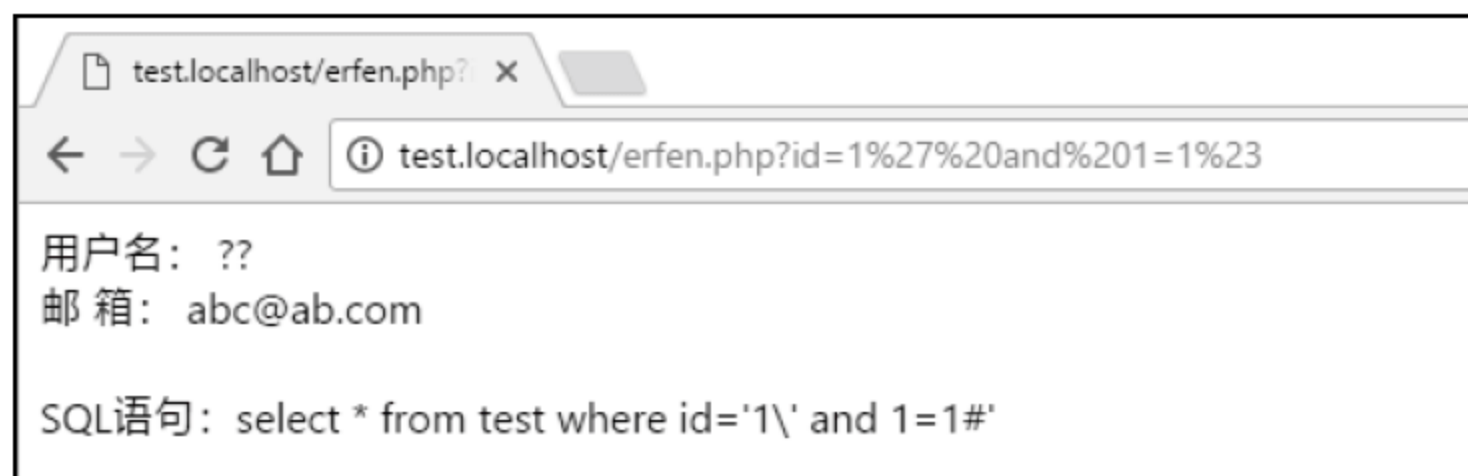 test.localhost/erfen.php?
test.localhost/erfen.php?id=1%27%20and%201=1%23
用户名： ??
邮 箱： abc@ab.com
SQL语句：select * from test where id='1\' and 1=1#'